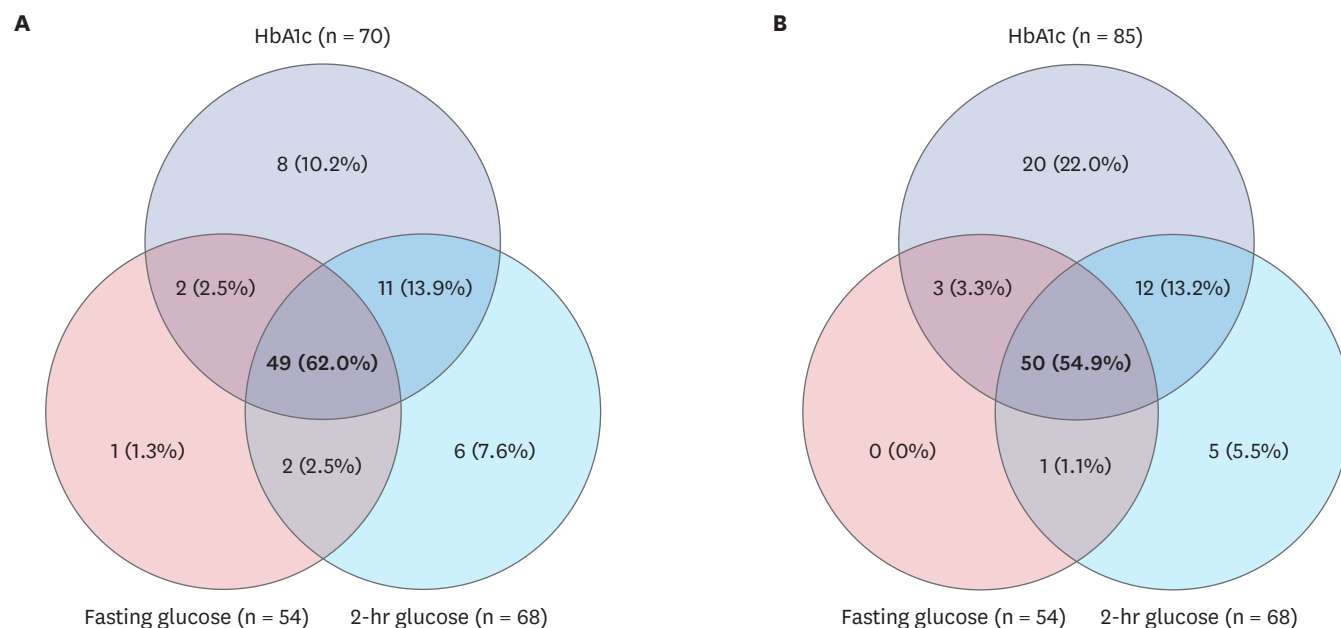 A
HbA1c (n = 70)
8 (10.2%)
2 (2.5%)
11 (13.9%)
49 (62.0%)
1 (1.3%)
2 (2.5%)
6 (7.6%)
Fasting glucose (n = 54)
2-hr glucose (n = 68)
B
HbA1c (n = 85)
20 (22.0%)
3 (3.3%)
12 (13.2%)
50 (54.9%)
0 (0%)
1 (1.1%)
5 (5.5%)
Fasting glucose (n = 54)
2-hr glucose (n = 68)